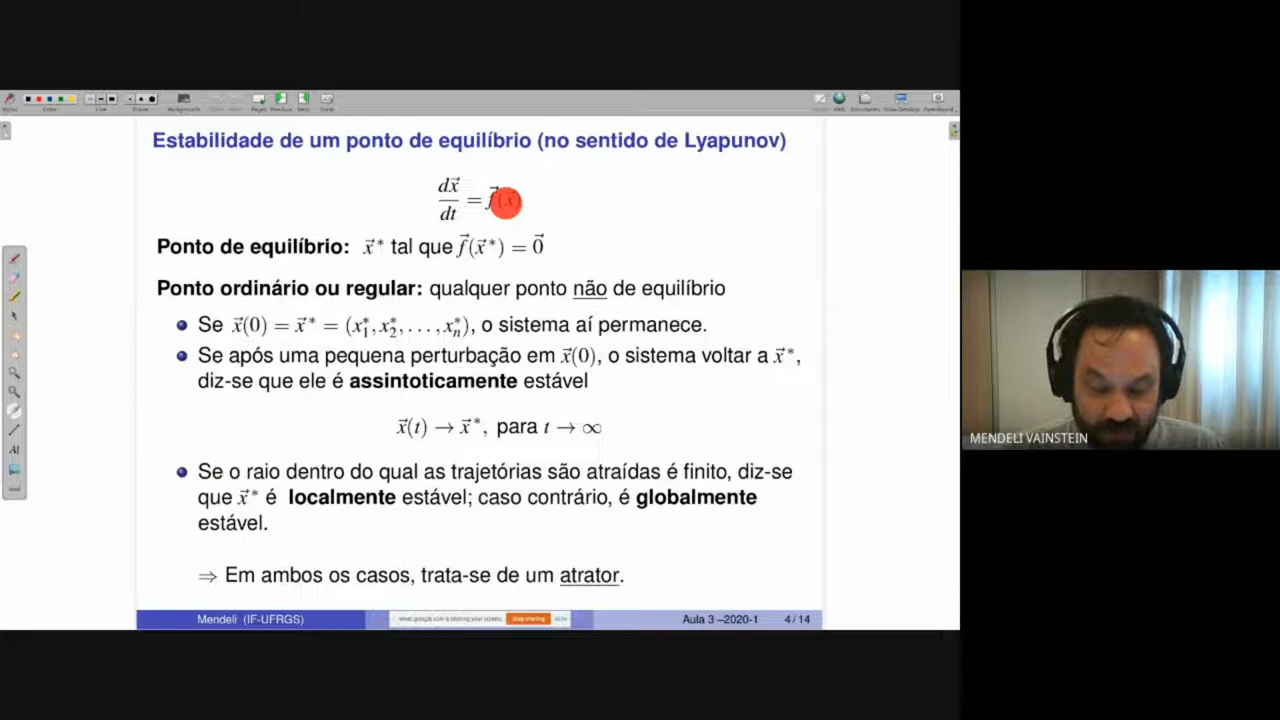 Estabilidade de um ponto de equilíbrio (no sentido de Lyapunov)
dx⃗/dt = f⃗(x⃗)
Ponto de equilíbrio: x⃗* tal que f⃗(x⃗*) = 0⃗
Ponto ordinário ou regular: qualquer ponto não de equilíbrio
Se x⃗(0) = x⃗* = (x₁*, x₂*, ..., xₙ*), o sistema aí permanece.
Se após uma pequena perturbação em x⃗(0), o sistema voltar a x⃗*,
diz-se que ele é assintoticamente estável
x⃗(t) → x⃗*, para t → ∞
Se o raio dentro do qual as trajetórias são atraídas é finito, diz-se
que x⃗* é localmente estável; caso contrário, é globalmente
estável.
⇒ Em ambos os casos, trata-se de um atrator.
Mendeli (IF-UFRGS)
Aula 3 –2020-1 4/14
MENDELI VAINSTEIN